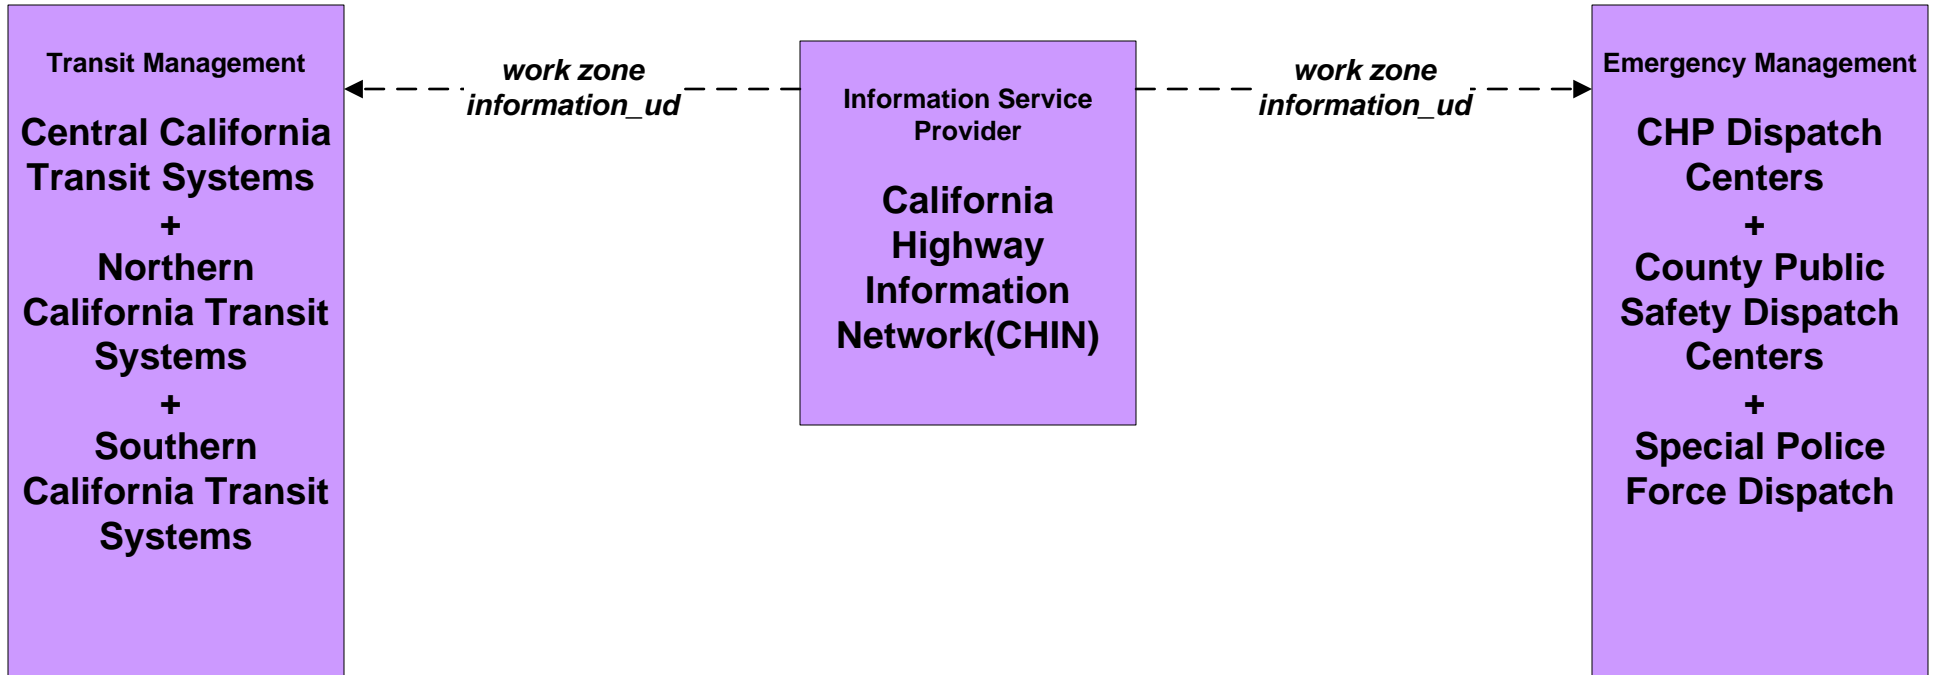 Transit Management
Central California
Transit Systems
+
Northern
California Transit
Systems
+
Southern
California Transit
Systems
work zone
information_ud
Information Service
Provider
California
Highway
Information
Network(CHIN)
work zone
information_ud
Emergency Management
CHP Dispatch
Centers
+
County Public
Safety Dispatch
Centers
+
Special Police
Force Dispatch